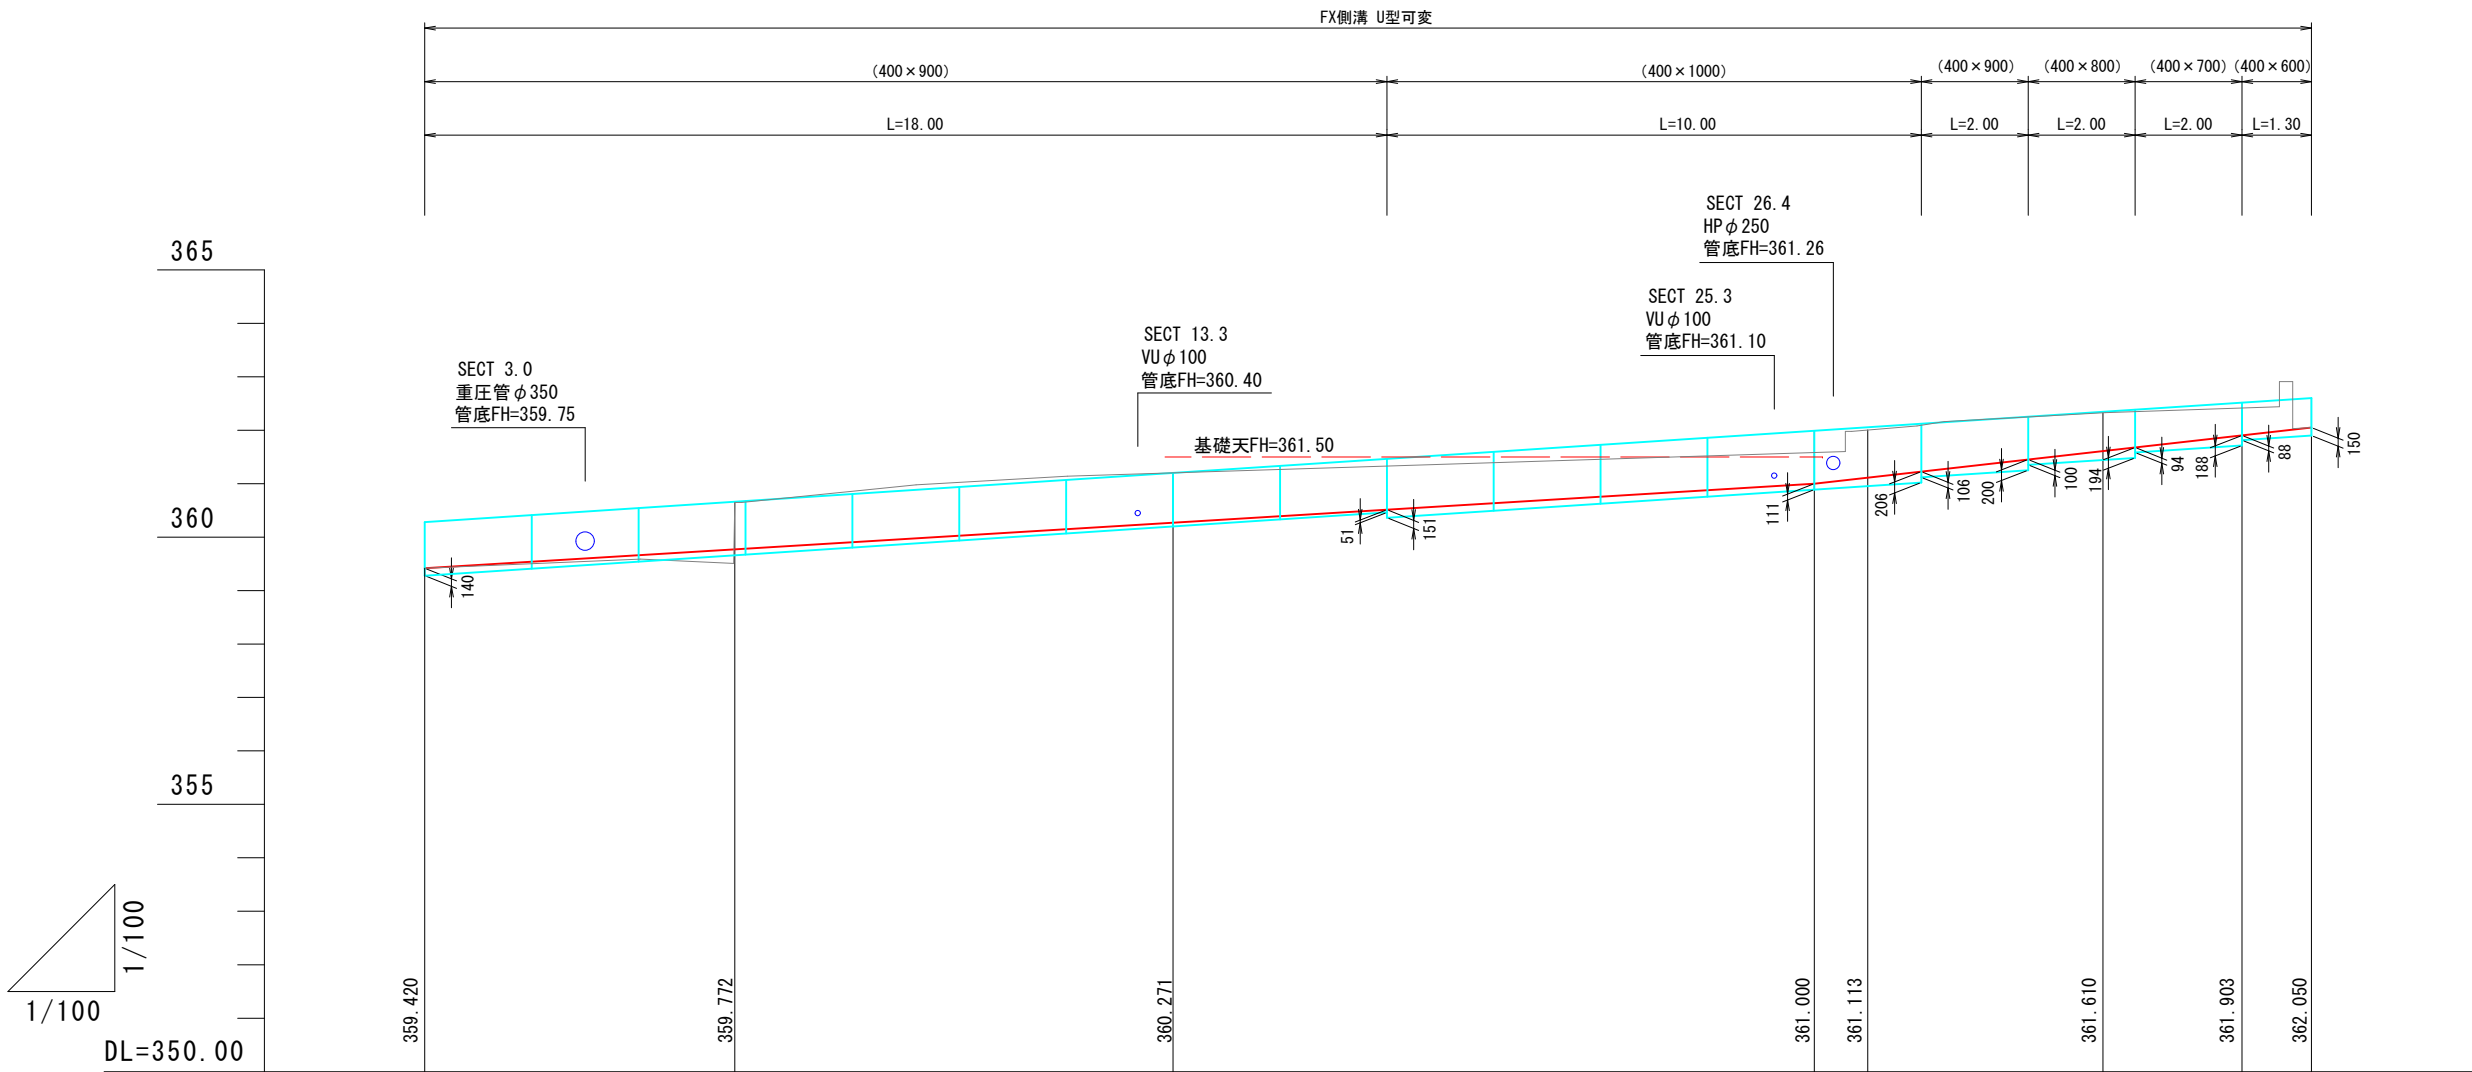 FX側溝 U型可変
(400×900)
(400×1000)
(400×900)
(400×800)
(400×700)
(400×600)
L=18.00
L=10.00
L=2.00
L=2.00
L=2.00
L=1.30
SECT 26.4
HPφ250
管底FH=361.26
SECT 25.3
VUφ100
管底FH=361.10
SECT 13.3
VUφ100
管底FH=360.40
SECT 3.0
重圧管φ350
管底FH=359.75
基礎天FH=361.50
365
360
355
140
51
151
111
206
106
200
100
194
94
188
88
150
1/100
1/100
359.420
359.772
360.271
361.000
361.113
361.610
361.903
362.050
DL=350.00